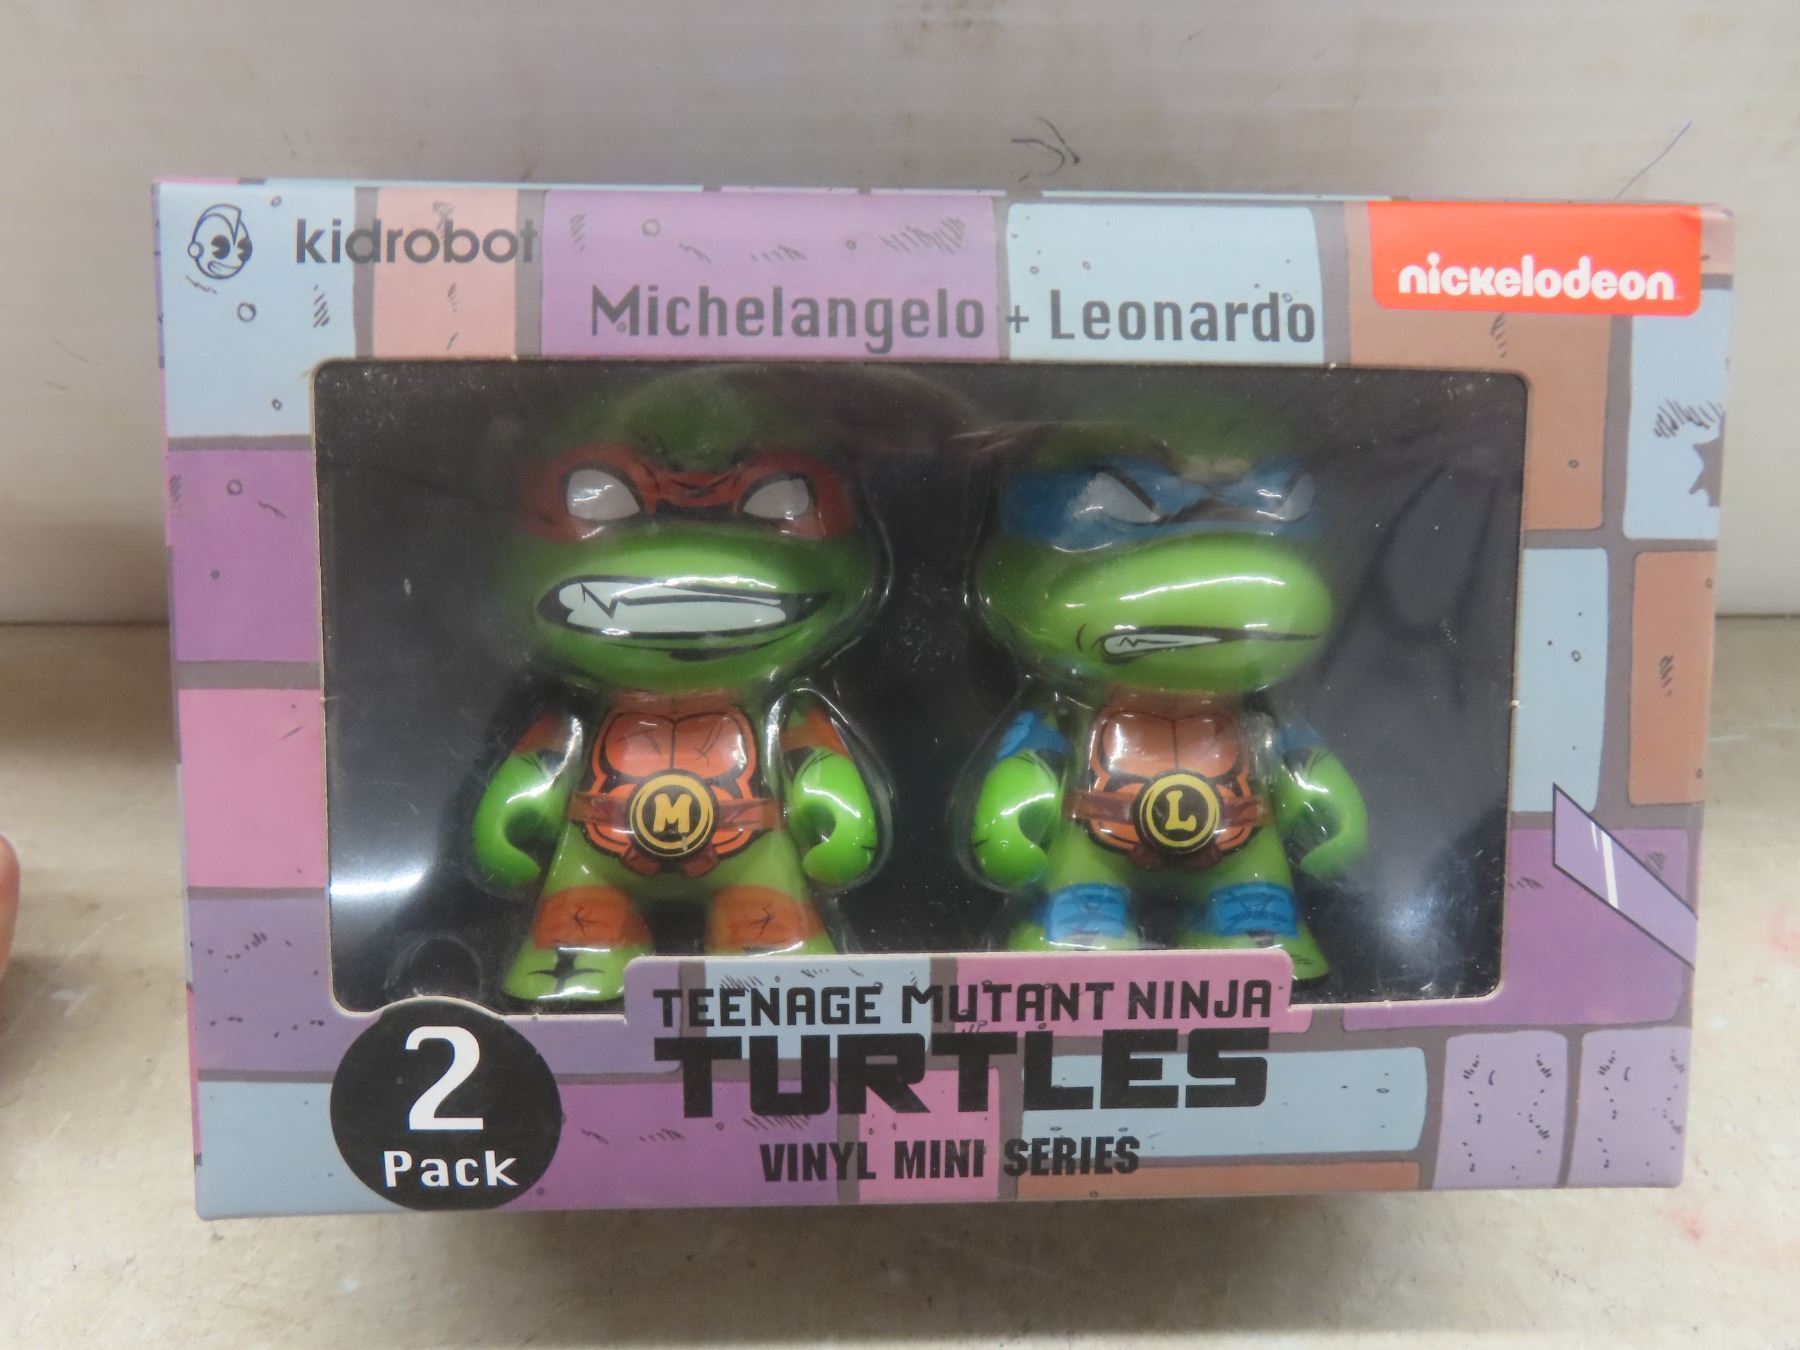 kidrobot
nickelodeon
Michelangelo + Leonardo
M
L
TEENAGE MUTANT NINJA
TURTLES
VINYL MINI SERIES
2
Pack